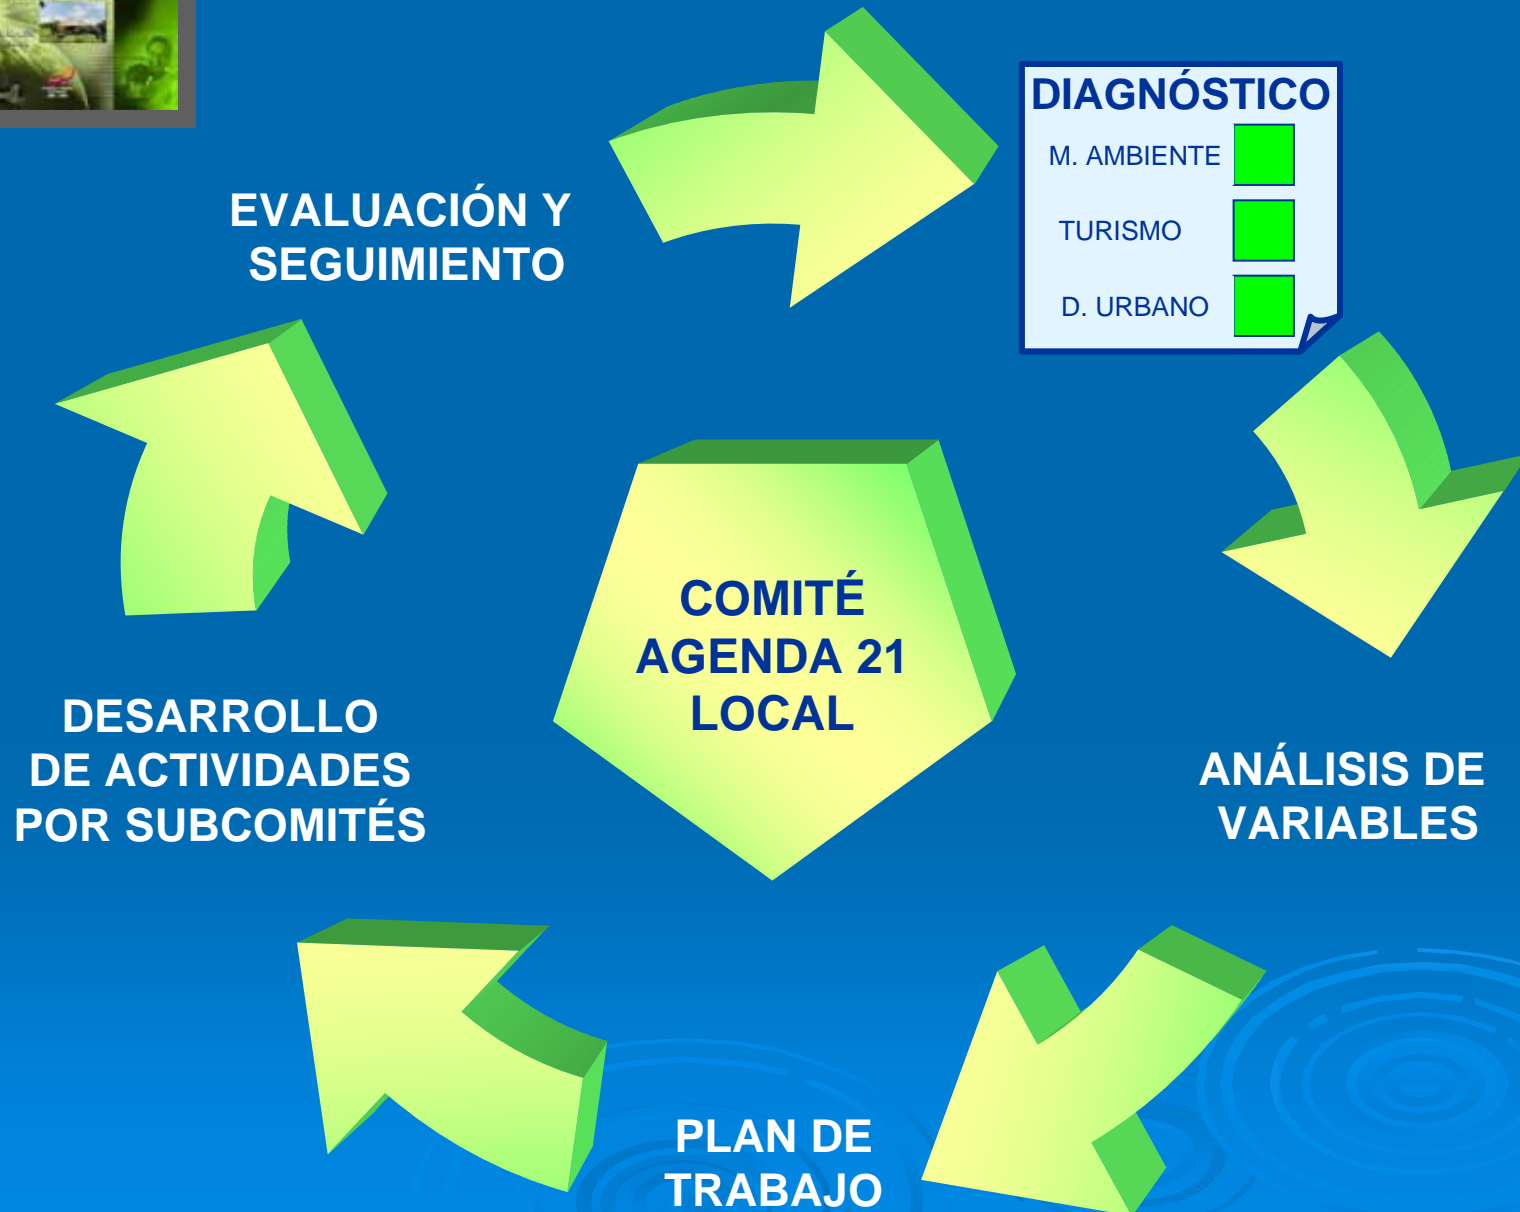 DIAGNÓSTICO
M. AMBIENTE
TURISMO
D. URBANO
EVALUACIÓN Y
SEGUIMIENTO
COMITÉ
AGENDA 21
LOCAL
DESARROLLO
DE ACTIVIDADES
POR SUBCOMITÉS
ANÁLISIS DE
VARIABLES
PLAN DE
TRABAJO